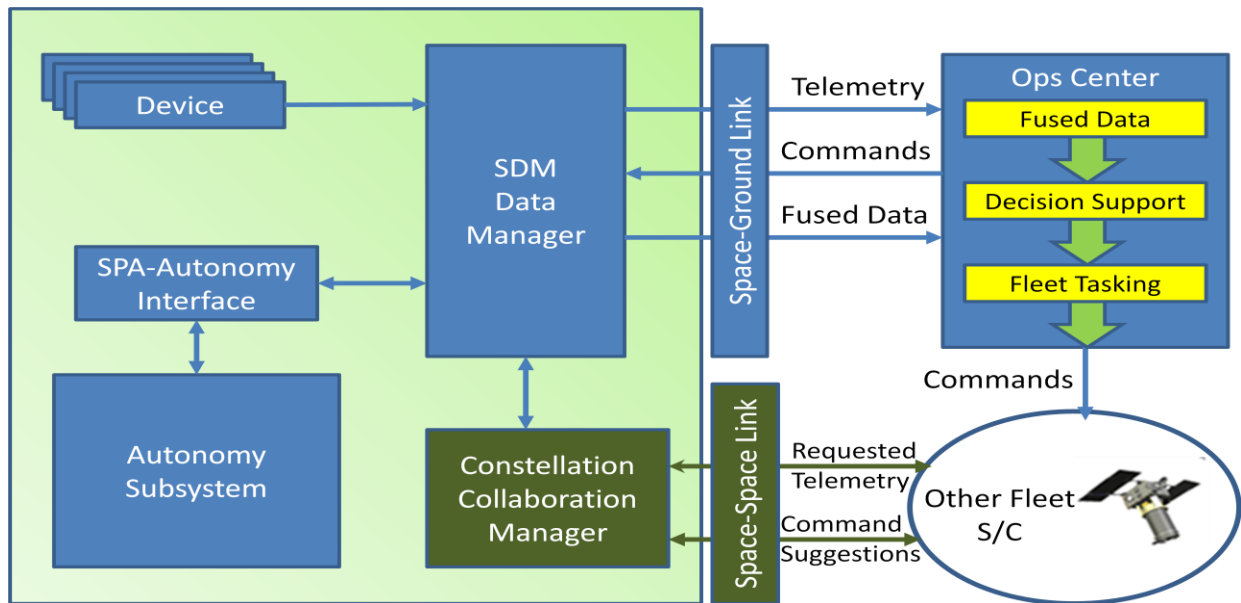 Device
SDM
Data
Manager
SPA-Autonomy
Interface
Autonomy
Subsystem
Constellation
Collaboration
Manager
Space-Ground Link
Space-Space Link
Telemetry
Commands
Fused Data
Ops Center
Fused Data
Decision Support
Fleet Tasking
Commands
Requested
Telemetry
Command
Suggestions
Other Fleet
S/C